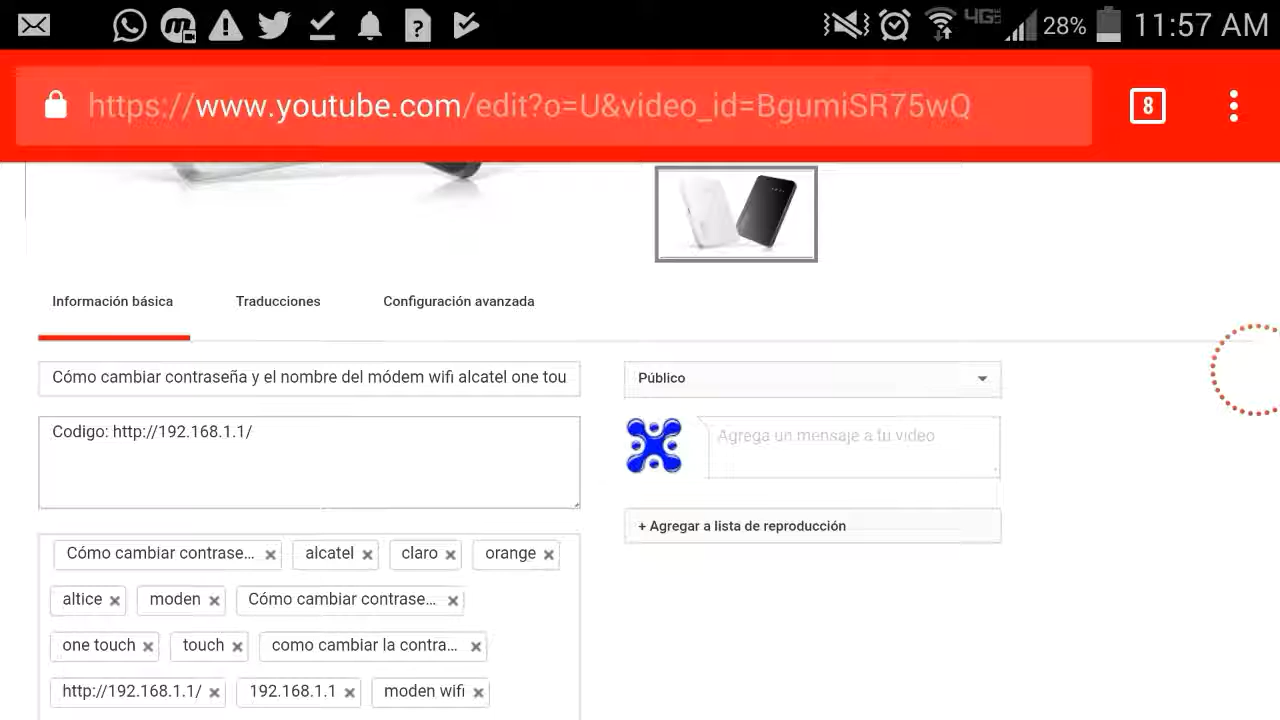 4G
28%
11:57 AM
https://www.youtube.com/edit?o=U&video_id=BgumiSR75wQ
8
Información básica
Traducciones
Configuración avanzada
Cómo cambiar contraseña y el nombre del módem wifi alcatel one tou
Público
Codigo: http://192.168.1.1/
Agrega un mensaje a tu video
+ Agregar a lista de reproducción
Cómo cambiar contrase... × alcatel × claro × orange ×
altice × moden × Cómo cambiar contrase... ×
one touch × touch × como cambiar la contra... ×
http://192.168.1.1/ × 192.168.1.1 × moden wifi ×